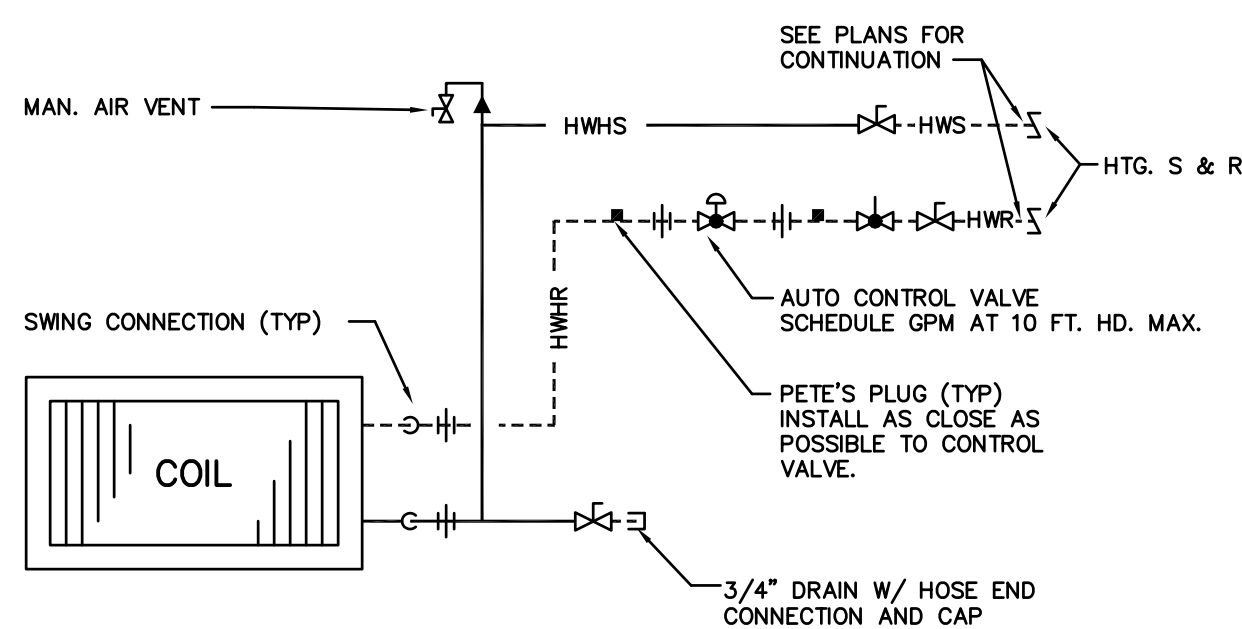 SEE PLANS FOR
CONTINUATION
MAN. AIR VENT
HWHS
HWS
HTG. S & R
HWR
AUTO CONTROL VALVE
SCHEDULE GPM AT 10 FT. HD. MAX.
HWHR
SWING CONNECTION (TYP)
PETE'S PLUG (TYP)
INSTALL AS CLOSE AS
POSSIBLE TO CONTROL
VALVE.
COIL
3/4" DRAIN W/ HOSE END
CONNECTION AND CAP